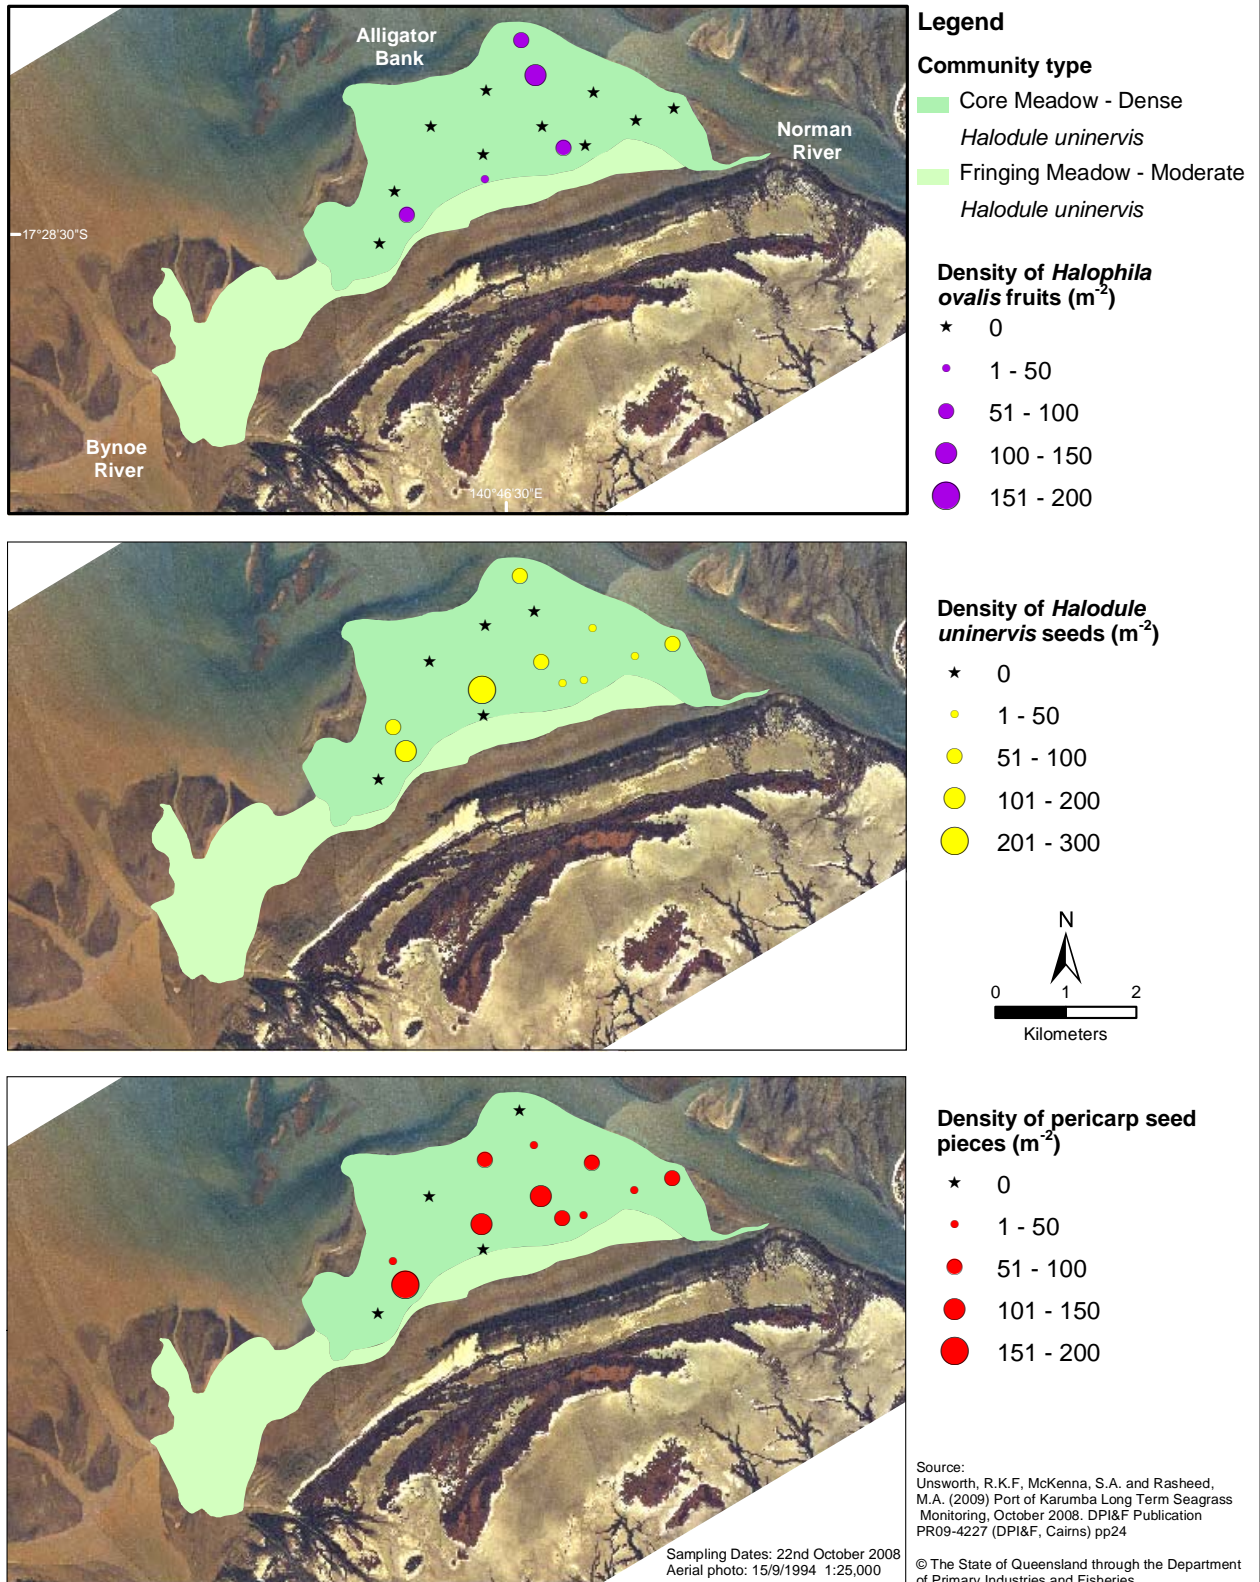 Alligator
Bank
Norman
River
17°28'30"S
Bynoe
River
140°46'30"E
Legend
Community type
Core Meadow - Dense
Halodule uninervis
Fringing Meadow - Moderate
Halodule uninervis
Density of Halophila
ovalis fruits (m-2)
0
1 - 50
51 - 100
100 - 150
151 - 200
Density of Halodule
uninervis seeds (m-2)
0
1 - 50
51 - 100
101 - 200
201 - 300
N
0 1 2
Kilometers
Density of pericarp seed
pieces (m-2)
0
1 - 50
51 - 100
101 - 150
151 - 200
Sampling Dates: 22nd October 2008
Aerial photo: 15/9/1994 1:25,000
Source:
Unsworth, R.K.F, McKenna, S.A. and Rasheed,
M.A. (2009) Port of Karumba Long Term Seagrass
Monitoring, October 2008. DPI&F Publication
PR09-4227 (DPI&F, Cairns) pp24
© The State of Queensland through the Department
of Primary Industries and Fisheries